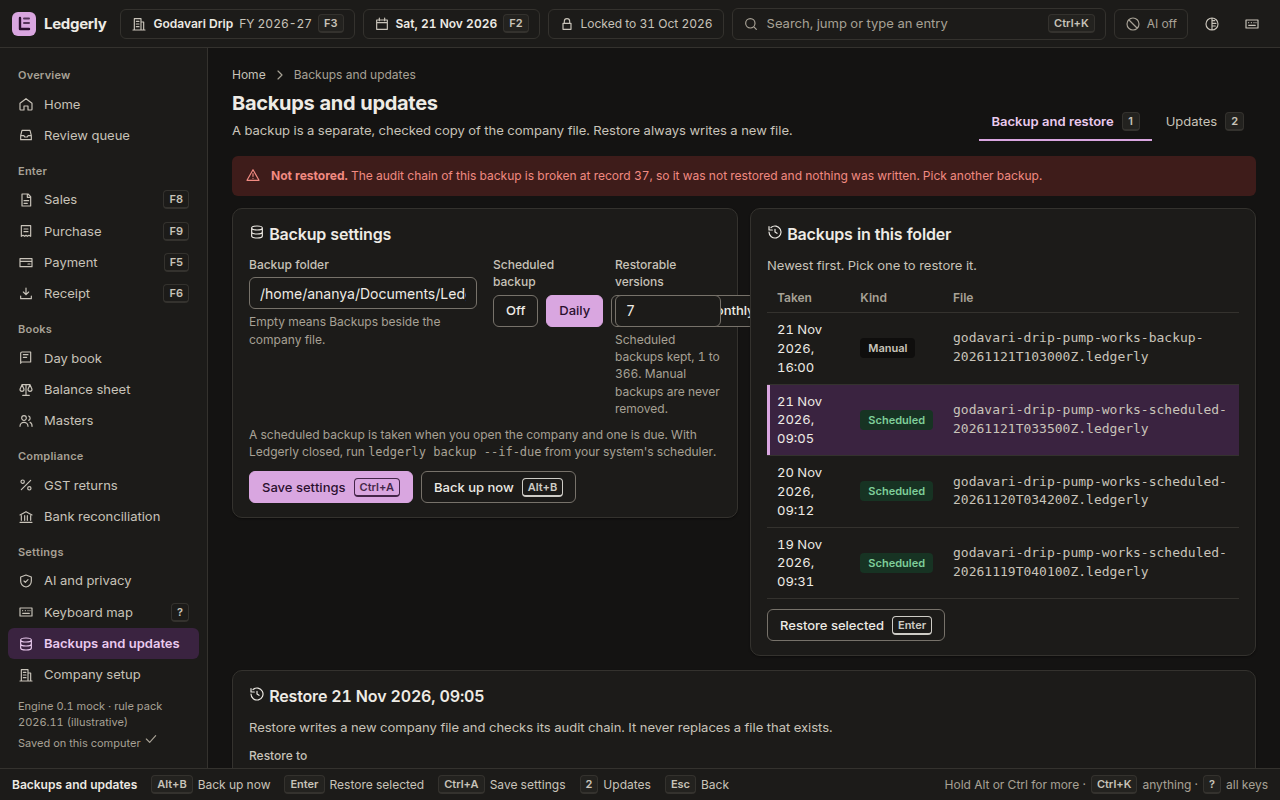 Ledgerly
Godavari Drip FY 2026-27 F3
Sat, 21 Nov 2026 F2
Locked to 31 Oct 2026
Search, jump or type an entry Ctrl+K
AI off
Overview
Home
Review queue
Enter
Sales F8
Purchase F9
Payment F5
Receipt F6
Books
Day book
Balance sheet
Masters
Compliance
GST returns
Bank reconciliation
Settings
AI and privacy
Keyboard map ?
Backups and updates
Company setup
Engine 0.1 mock · rule pack
2026.11 (illustrative)
Saved on this computer
Home > Backups and updates
Backups and updates
A backup is a separate, checked copy of the company file. Restore always writes a new file.
Backup and restore 1
Updates 2
Not restored. The audit chain of this backup is broken at record 37, so it was not restored and nothing was written. Pick another backup.
Backup settings
Backup folder
/home/ananya/Documents/Led
Empty means Backups beside the
company file.
Scheduled
backup
Off Daily
Restorable
versions
7
Scheduled
backups kept, 1 to
366. Manual
backups are never
removed.
A scheduled backup is taken when you open the company and one is due. With
Ledgerly closed, run ledgerly backup --if-due from your system's scheduler.
Save settings Ctrl+A
Back up now Alt+B
Backups in this folder
Newest first. Pick one to restore it.
Taken Kind File
21 Nov
2026,
16:00
Manual
godavari-drip-pump-works-backup-
20261121T103000Z.ledgerly
21 Nov
2026,
09:05
Scheduled
godavari-drip-pump-works-scheduled-
20261121T033500Z.ledgerly
20 Nov
2026,
09:12
Scheduled
godavari-drip-pump-works-scheduled-
20261120T034200Z.ledgerly
19 Nov
2026,
09:31
Scheduled
godavari-drip-pump-works-scheduled-
20261119T040100Z.ledgerly
Restore selected Enter
Restore 21 Nov 2026, 09:05
Restore writes a new company file and checks its audit chain. It never replaces a file that exists.
Restore to
Backups and updates Alt+B Back up now Enter Restore selected Ctrl+A Save settings 2 Updates Esc Back
Hold Alt or Ctrl for more · Ctrl+K anything · ? all keys